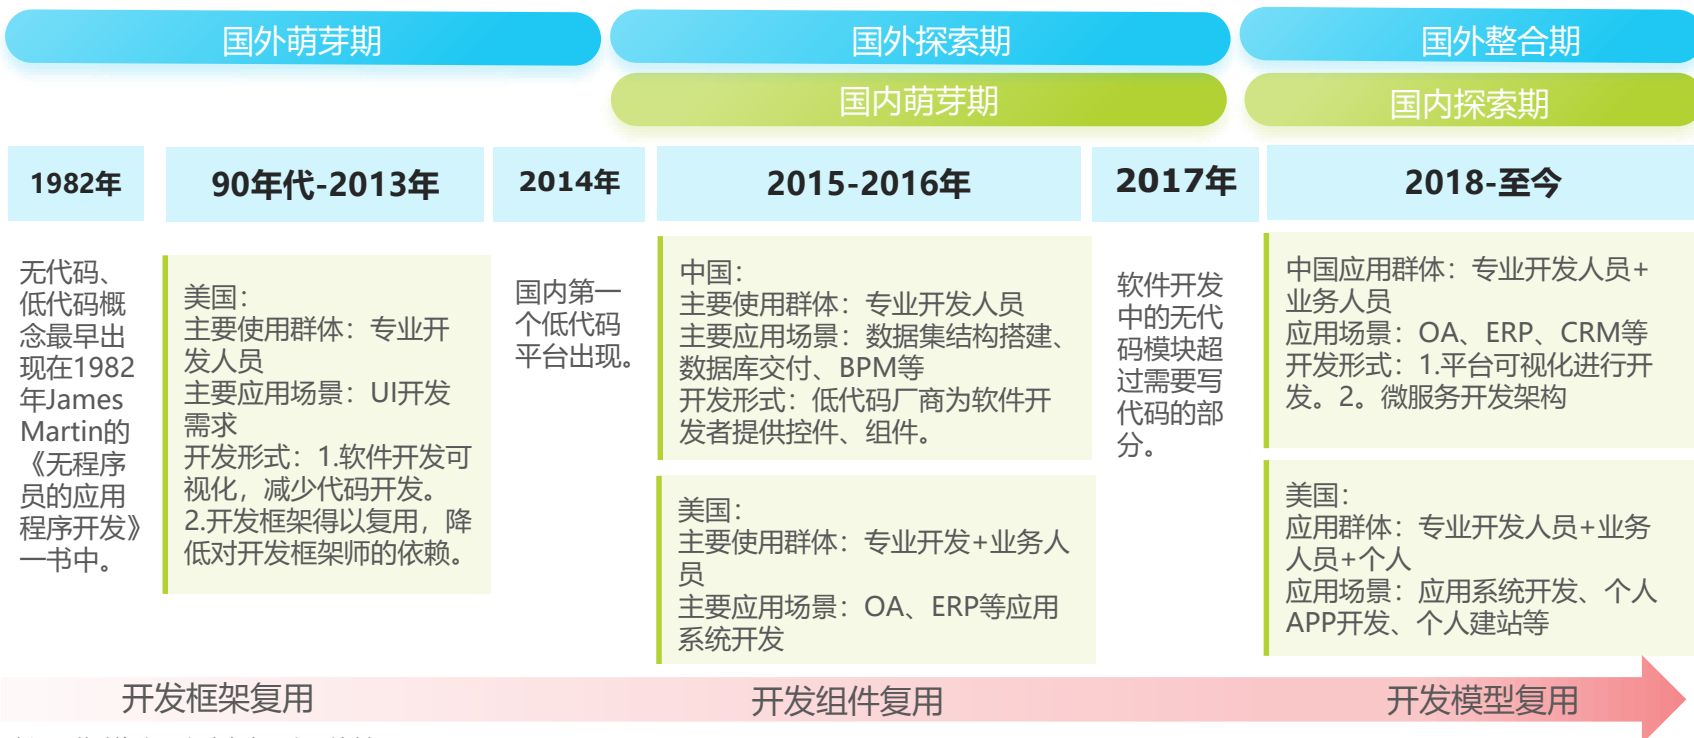 国外萌芽期
国外探索期
国外整合期
国内萌芽期
国内探索期
1982年
90年代-2013年
2014年
2015-2016年
2017年
2018-至今
无代码、
低代码概
念最早出
现在1982
年James
Martin的
《无程序
员的应用
程序开发》
一书中。
美国：
主要使用群体：专业开
发人员
主要应用场景：UI开发
需求
开发形式：1.软件开发可
视化，减少代码开发。
2.开发框架得以复用，降
低对开发框架师的依赖。
国内第一
个低代码
平台出现。
中国：
主要使用群体：专业开发人员
主要应用场景：数据集结构搭建、
数据库交付、BPM等
开发形式：低代码厂商为软件开
发者提供控件、组件。
美国：
主要使用群体：专业开发+业务人
员
主要应用场景：OA、ERP等应用
系统开发
软件开发
中的无代
码模块超
过需要写
代码的部
分。
中国应用群体：专业开发人员+
业务人员
应用场景：OA、ERP、CRM等
开发形式：1.平台可视化进行开
发。2。微服务开发架构
美国：
应用群体：专业开发人员+业务
人员+个人
应用场景：应用系统开发、个人
APP开发、个人建站等
开发框架复用
开发组件复用
开发模型复用